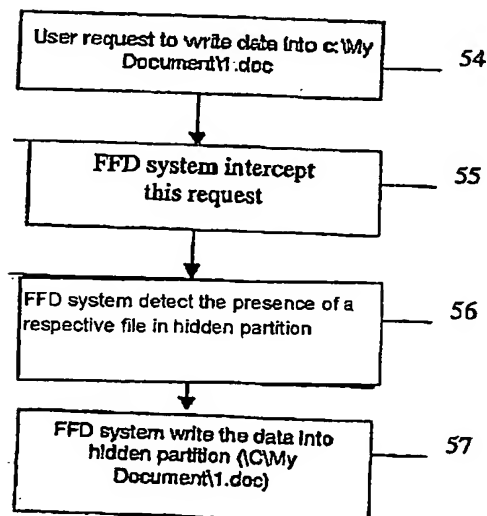 User request to write data into c:\My
Document\1.doc
54
FFD system intercept
this request
55
FFD system detect the presence of a
respective file in hidden partition
56
FFD system write the data into
hidden partition (\C\My
Document\1.doc)
57